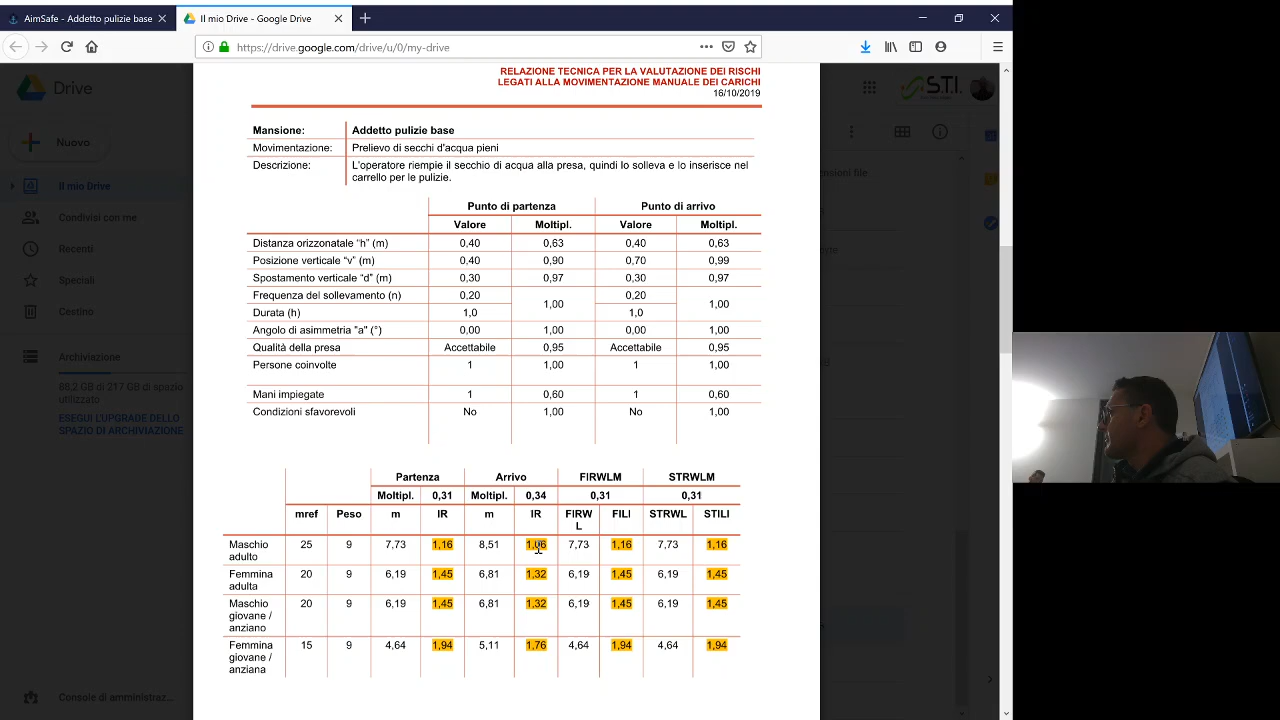 AimSafe - Addetto pulizie base
Il mio Drive - Google Drive
https://drive.google.com/drive/u/0/my-drive
Drive
S.T.I.
Nuovo
Il mio Drive
Condivisi con me
Recenti
Speciali
Cestino
Archiviazione
88,2 GB di 217 GB di spazio
utilizzato
ESEGUI L'UPGRADE DELLO
SPAZIO DI ARCHIVIAZIONE
Console di amministraz...
RELAZIONE TECNICA PER LA VALUTAZIONE DEI RISCHI
LEGATI ALLA MOVIMENTAZIONE MANUALE DEI CARICHI
16/10/2019
Mansione: Addetto pulizie base
Movimentazione: Prelievo di secchi d'acqua pieni
Descrizione: L'operatore riempie il secchio di acqua alla presa, quindi lo solleva e lo inserisce nel
carrello per le pulizie.
Punto di partenza Punto di arrivo
Valore Moltipl. Valore Moltipl.
Distanza orizzonatale "h" (m) 0,40 0,63 0,40 0,63
Posizione verticale "v" (m) 0,40 0,90 0,70 0,99
Spostamento verticale "d" (m) 0,30 0,97 0,30 0,97
Frequenza del sollevamento (n) 0,20 1,00 0,20 1,00
Durata (h) 1,0 1,0
Angolo di asimmetria "a" (°) 0,00 1,00 0,00 1,00
Qualità della presa Accettabile 0,95 Accettabile 0,95
Persone coinvolte 1 1,00 1 1,00
Mani impiegate 1 0,60 1 0,60
Condizioni sfavorevoli No 1,00 No 1,00
Partenza Arrivo FIRWLM STRWLM
Moltipl. 0,31 Moltipl. 0,34 0,31 0,31
mref Peso m IR m IR FIRW FILI STRWL STILI
L
Maschio 25 9 7,73 1,16 8,51 1,06 7,73 1,16 7,73 1,16
adulto
Femmina 20 9 6,19 1,45 6,81 1,32 6,19 1,45 6,19 1,45
adulta
Maschio 20 9 6,19 1,45 6,81 1,32 6,19 1,45 6,19 1,45
giovane /
anziano
Femmina 15 9 4,64 1,94 5,11 1,76 4,64 1,94 4,64 1,94
giovane /
anziana